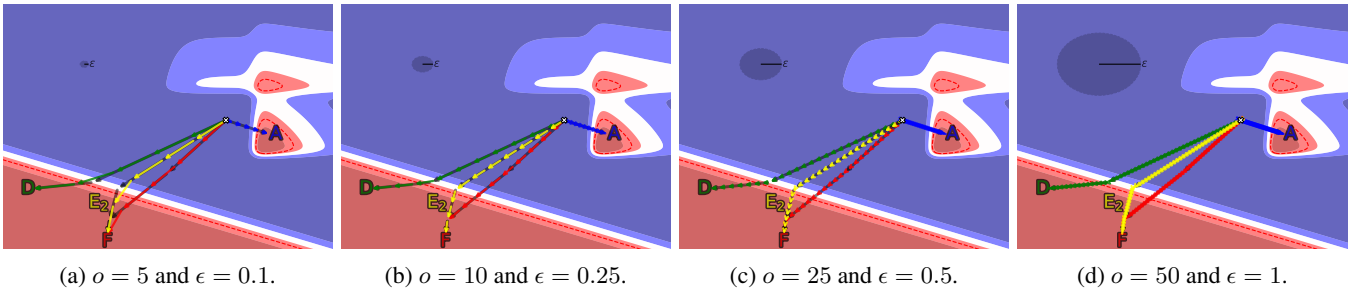 ε
A
D
E₂
F
ε
A
D
E₂
F
ε
A
D
E₂
F
ε
A
D
E₂
F
(a) o = 5 and ϵ = 0.1.
(b) o = 10 and ϵ = 0.25.
(c) o = 25 and ϵ = 0.5.
(d) o = 50 and ϵ = 1.